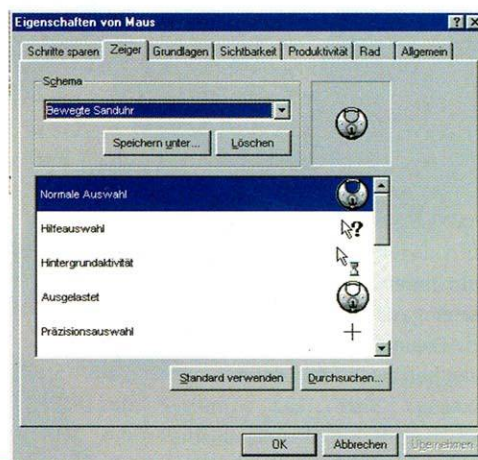 Eigenschaften von Maus
Schritte sparen Zeiger Grundlagen Sichtbarkeit Produktivität Rad Allgemein
Schema
Bewegte Sanduhr
Speichern unter... Löschen
Normale Auswahl
Hilfeauswahl
Hintergrundaktivität
Ausgelastet
Präzisionsauswahl
Standard verwenden Durchsuchen...
OK Abbrechen Übernehmen